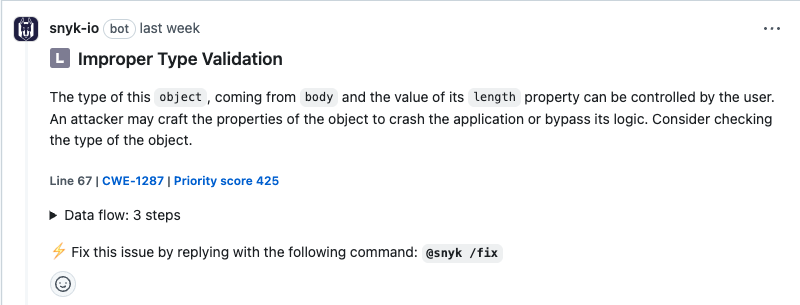 snyk-io bot last week
L Improper Type Validation
The type of this object, coming from body and the value of its length property can be controlled by the user.
An attacker may craft the properties of the object to crash the application or bypass its logic. Consider checking
the type of the object.
Line 67 | CWE-1287 | Priority score 425
Data flow: 3 steps
⚡ Fix this issue by replying with the following command: @snyk /fix